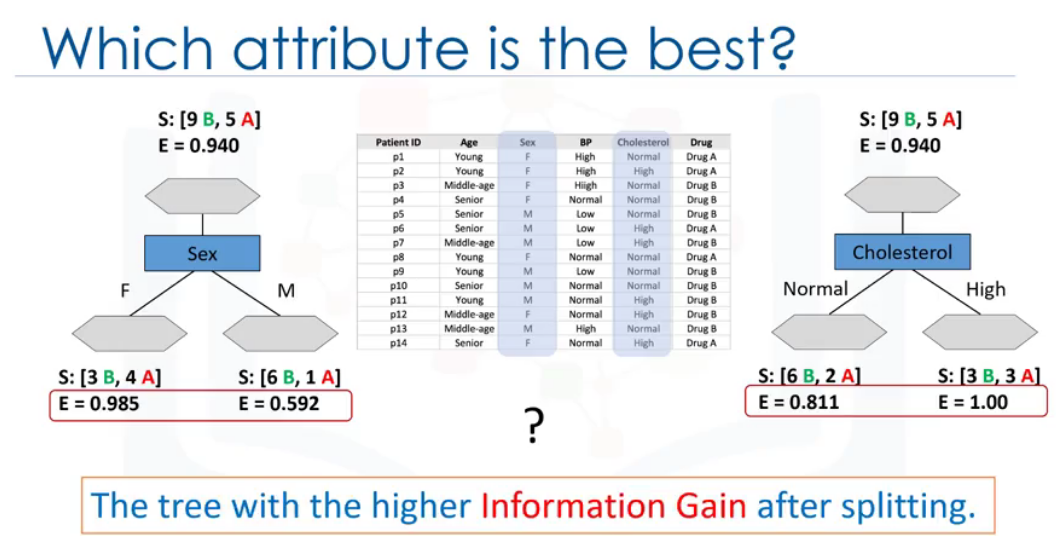 Which attribute is the best?
S: [9 B, 5 A]
E = 0.940
Sex
F
M
S: [3 B, 4 A]
E = 0.985
S: [6 B, 1 A]
E = 0.592
Patient ID Age Sex BP Cholesterol Drug
p1 Young F High Normal Drug A
p2 Young F High High Drug A
p3 Middle-age F Hiigh Normal Drug B
p4 Senior F Normal Normal Drug B
p5 Senior M Low Normal Drug B
p6 Senior M Low High Drug A
p7 Middle-age M Low High Drug B
p8 Young F Normal Normal Drug A
p9 Young M Low Normal Drug B
p10 Senior M Normal Normal Drug B
p11 Young M Normal High Drug B
p12 Middle-age F Normal High Drug B
p13 Middle-age M High Normal Drug B
p14 Senior F Normal High Drug A
?
S: [9 B, 5 A]
E = 0.940
Cholesterol
Normal
High
S: [6 B, 2 A]
E = 0.811
S: [3 B, 3 A]
E = 1.00
The tree with the higher Information Gain after splitting.